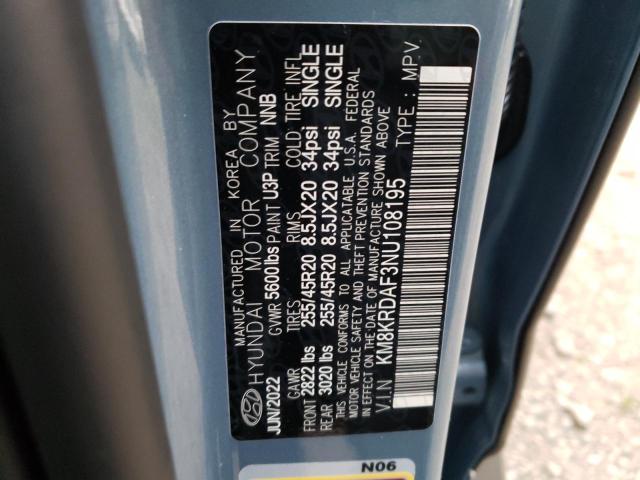 MANUFACTURED IN KOREA BY
HYUNDAI MOTOR COMPANY
JUN/2022 GVWR 5600lbs PAINT U3P TRIM NNB
GAWR TIRES RIMS COLD TIRE INFL
FRONT 2822 lbs 255/45R20 8.5JX20 34psi SINGLE
REAR 3020 lbs 255/45R20 8.5JX20 34psi SINGLE
THIS VEHICLE CONFORMS TO ALL APPLICABLE U.S.A. FEDERAL
MOTOR VEHICLE SAFETY AND THEFT PREVENTION STANDARDS
IN EFFECT ON THE DATE OF MANUFACTURE SHOWN ABOVE
V.I.N KM8KRDAF3NU108195 TYPE : MPV.
N06